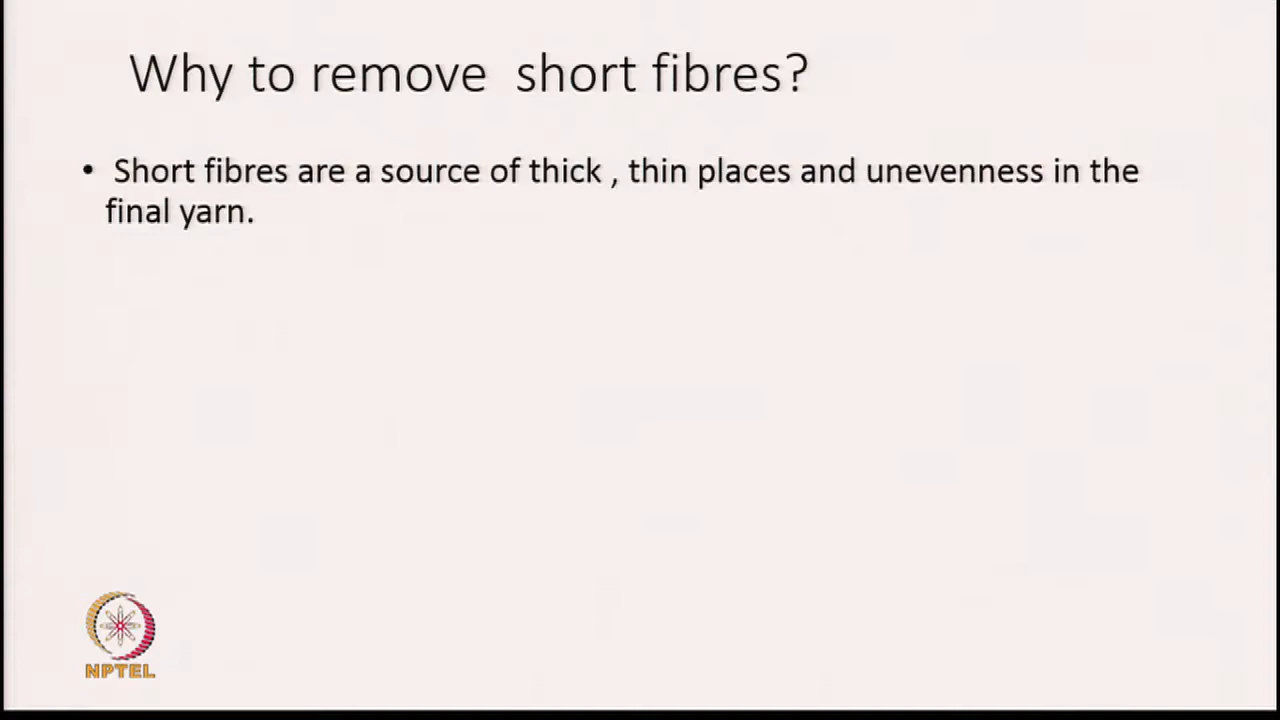 Why to remove short fibres?
• Short fibres are a source of thick , thin places and unevenness in the
final yarn.
NPTEL